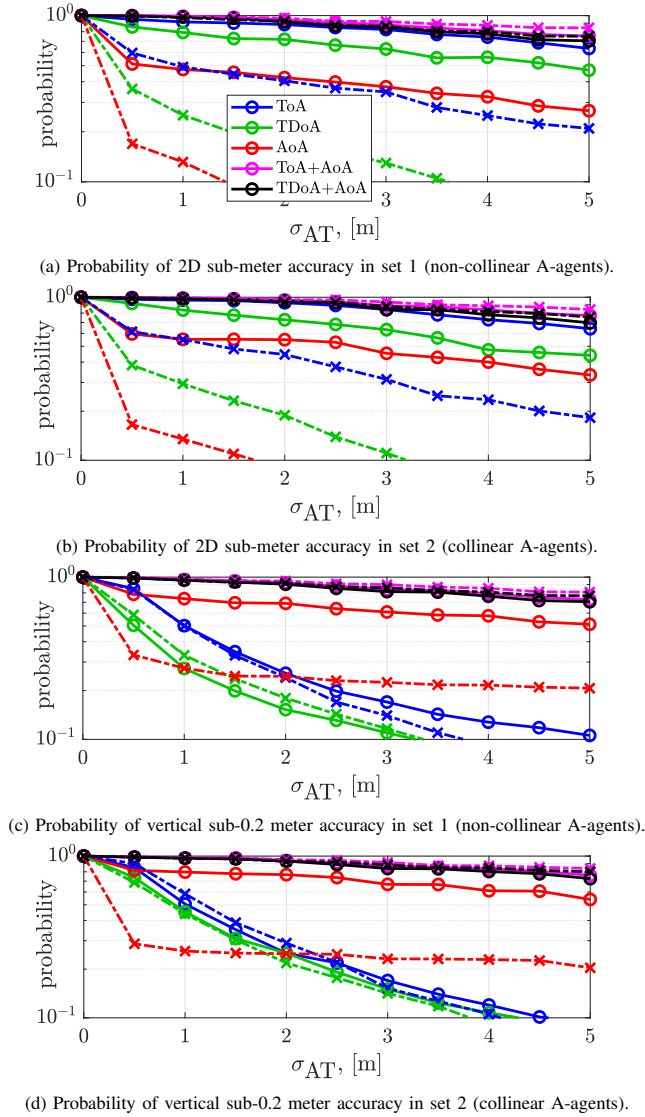 10^0
10^-1
probability
ToA
TDoA
AoA
ToA+AoA
TDoA+AoA
0 1 2 3 4 5
σAT, [m]
(a) Probability of 2D sub-meter accuracy in set 1 (non-collinear A-agents).
10^0
10^-1
probability
0 1 2 3 4 5
σAT, [m]
(b) Probability of 2D sub-meter accuracy in set 2 (collinear A-agents).
10^0
10^-1
probability
0 1 2 3 4 5
σAT, [m]
(c) Probability of vertical sub-0.2 meter accuracy in set 1 (non-collinear A-agents).
10^0
10^-1
probability
0 1 2 3 4 5
σAT, [m]
(d) Probability of vertical sub-0.2 meter accuracy in set 2 (collinear A-agents).